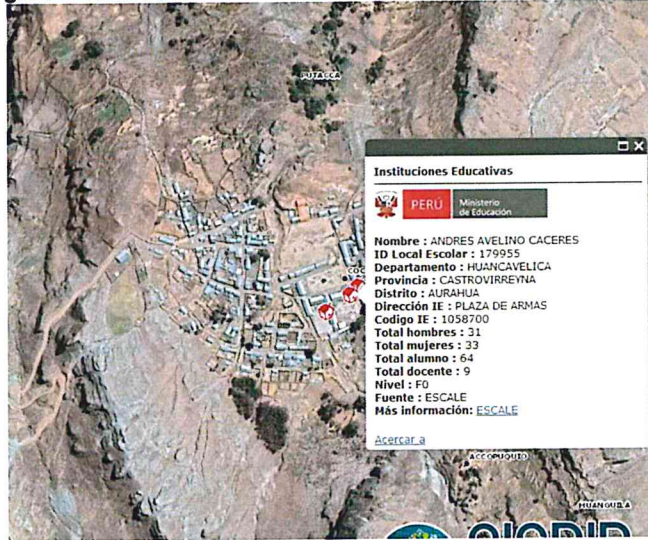 PUTACCA
Instituciones Educativas
PERÚ
Ministerio
de Educación
Nombre : ANDRES AVELINO CACERES
ID Local Escolar : 179955
Departamento : HUANCAVELICA
Provincia : CASTROVIRREYNA
Distrito : AURAHUA
Dirección IE : PLAZA DE ARMAS
Codigo IE : 1058700
Total hombres : 31
Total mujeres : 33
Total alumno : 64
Total docente : 9
Nivel : F0
Fuente : ESCALE
Más información: ESCALE
Acercar a
ACCOPUQUIO